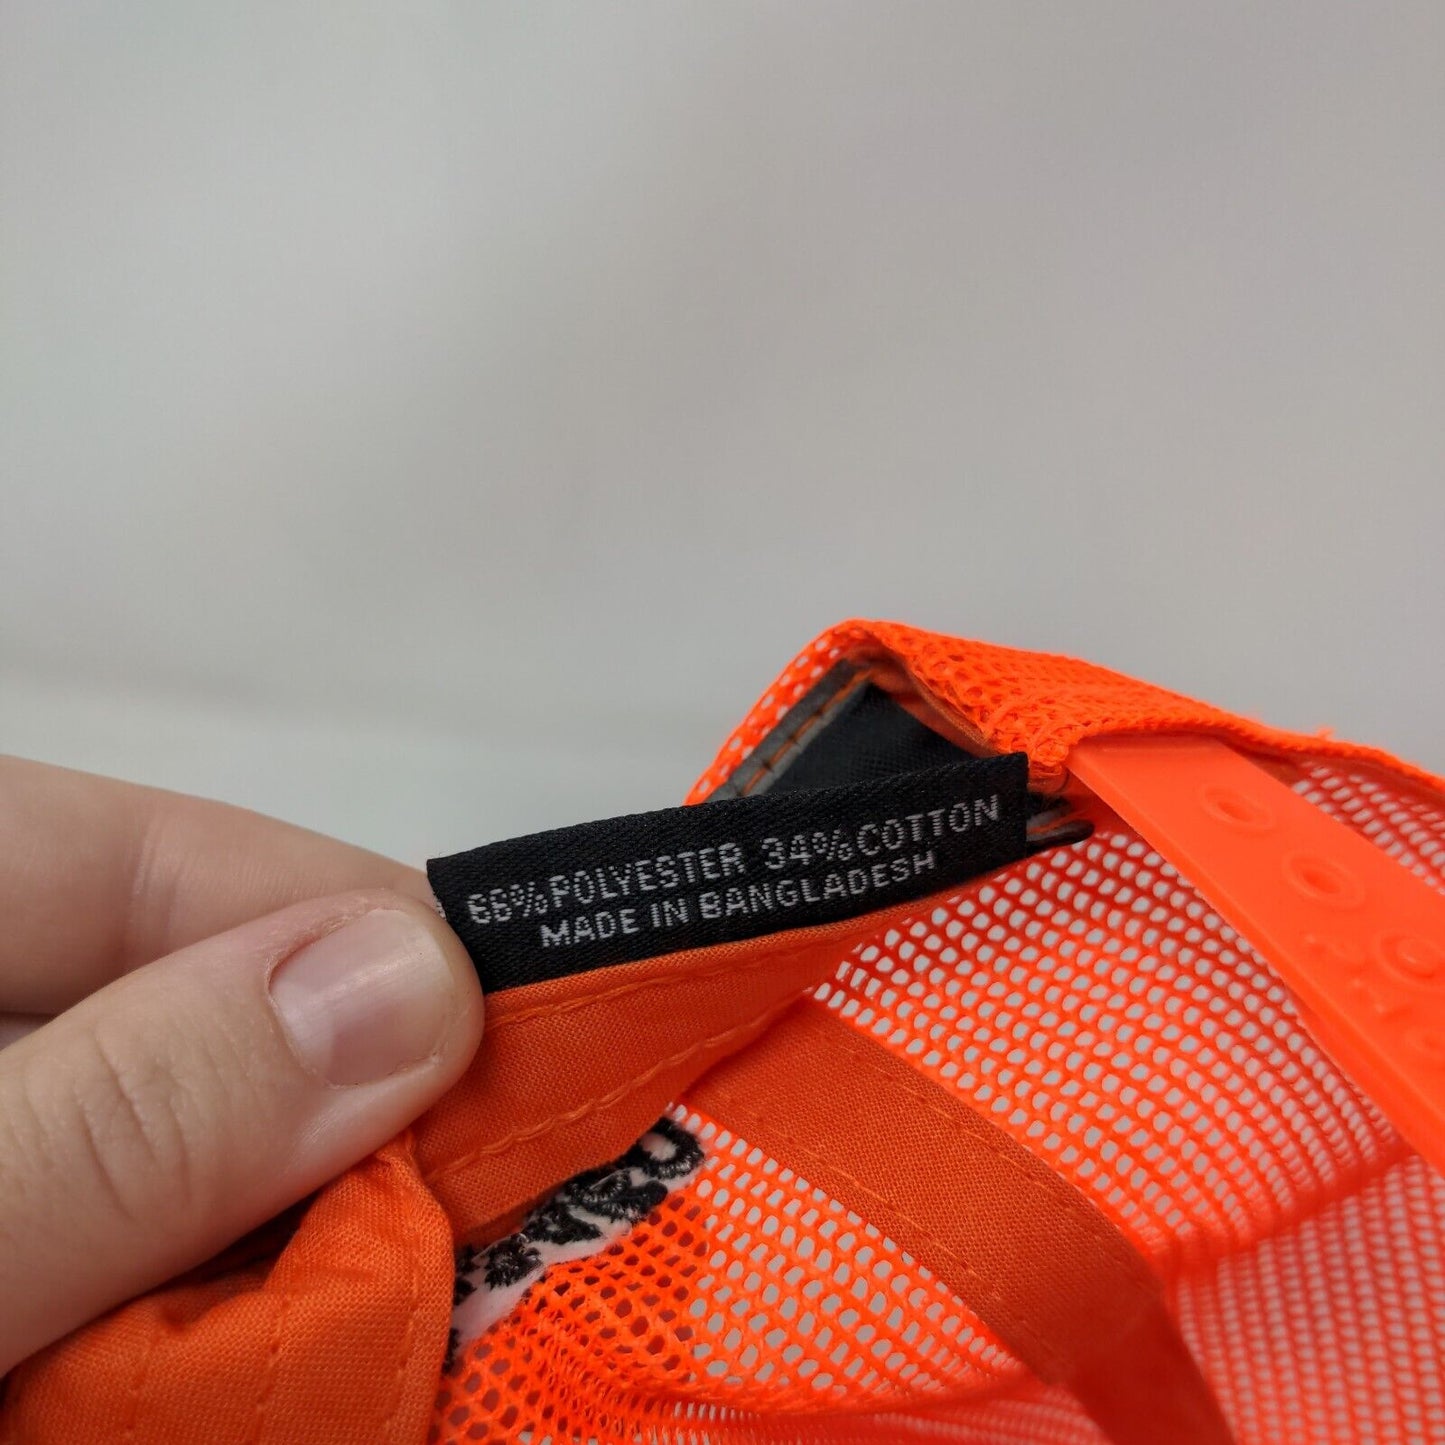 66% POLYESTER 34% COTTON
MADE IN BANGLADESH